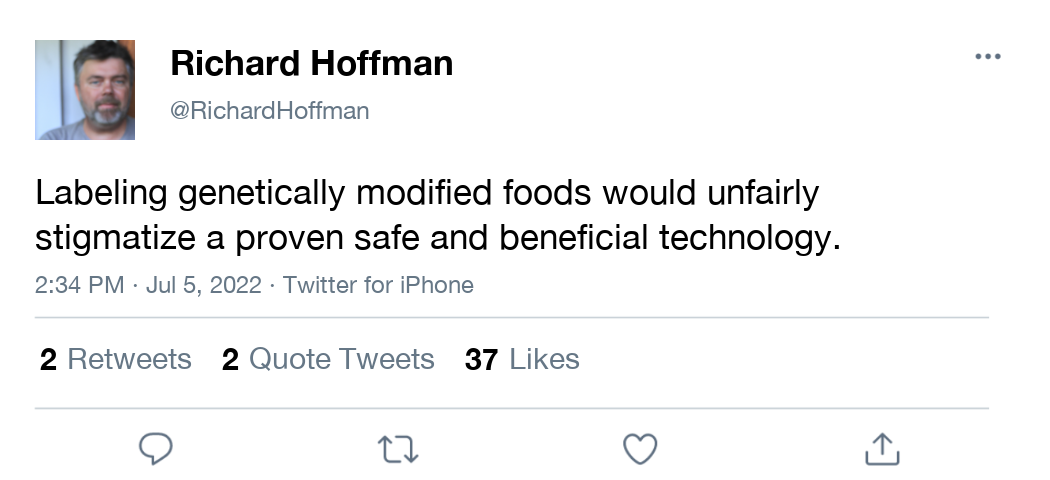 Richard Hoffman
@RichardHoffman
Labeling genetically modified foods would unfairly
stigmatize a proven safe and beneficial technology.
2:34 PM · Jul 5, 2022 · Twitter for iPhone
2 Retweets 2 Quote Tweets 37 Likes